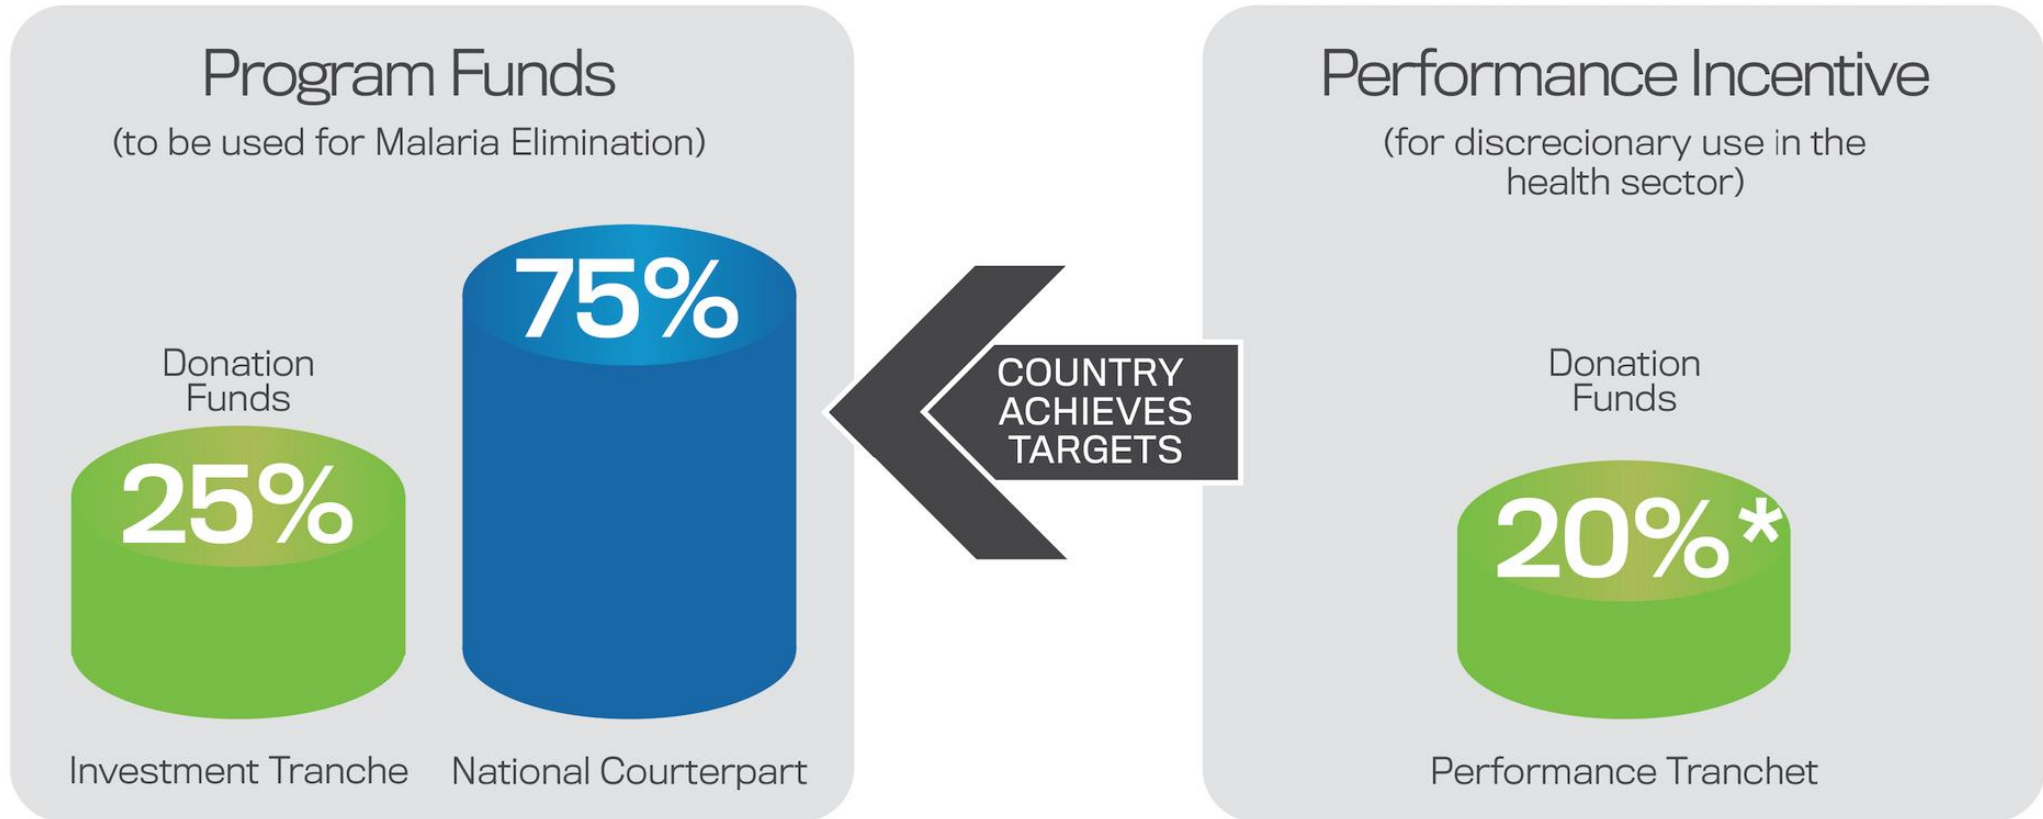 Program Funds
(to be used for Malaria Elimination)
75%
Donation
Funds
25%
Investment Tranche
National Courterpart
COUNTRY
ACHIEVES
TARGETS
Performance Incentive
(for discrecionary use in the
health sector)
Donation
Funds
20%*
Performance Tranchet